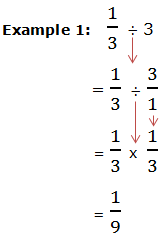 Example 1: 1/3 ÷ 3
= 1/3 ÷ 3/1
= 1/3 x 1/3
= 1/9